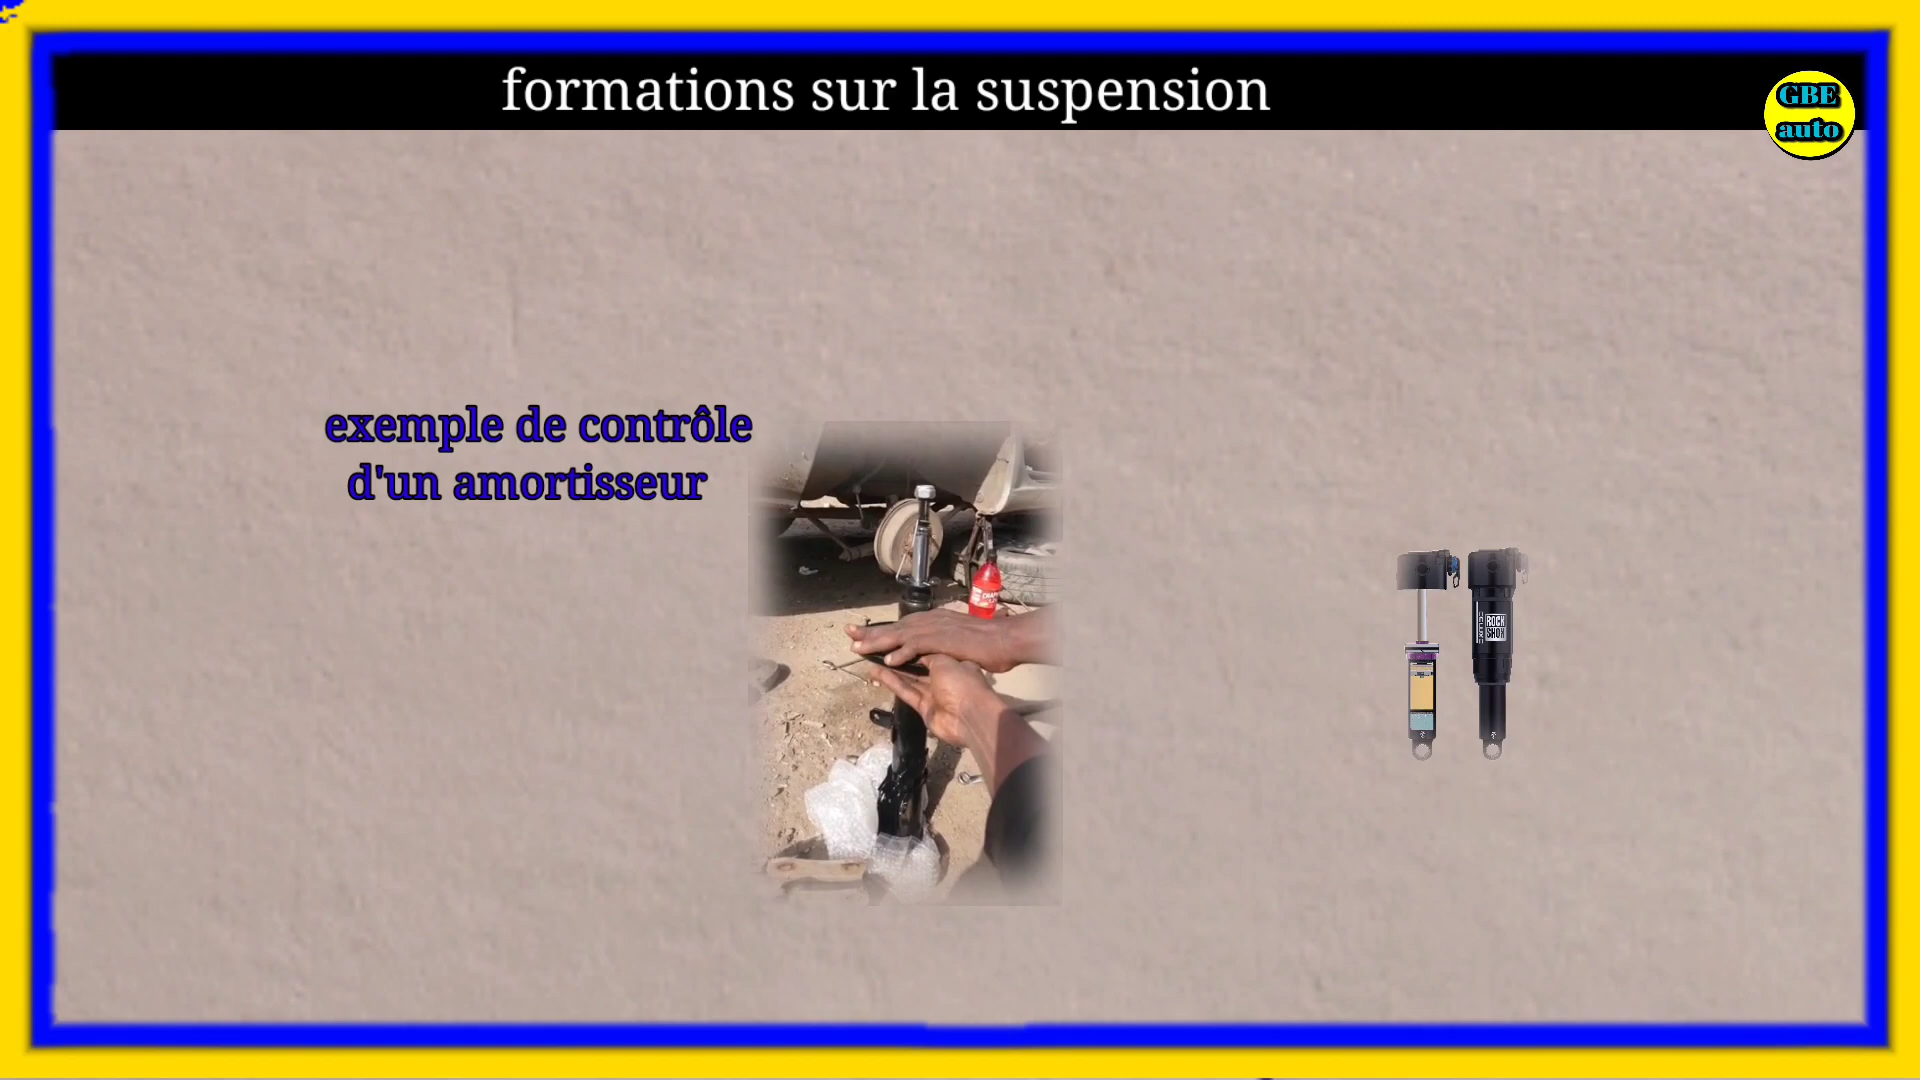 formations sur la suspension
GBE
auto
exemple de contrôle
d'un amortisseur
ROCK
SHOX